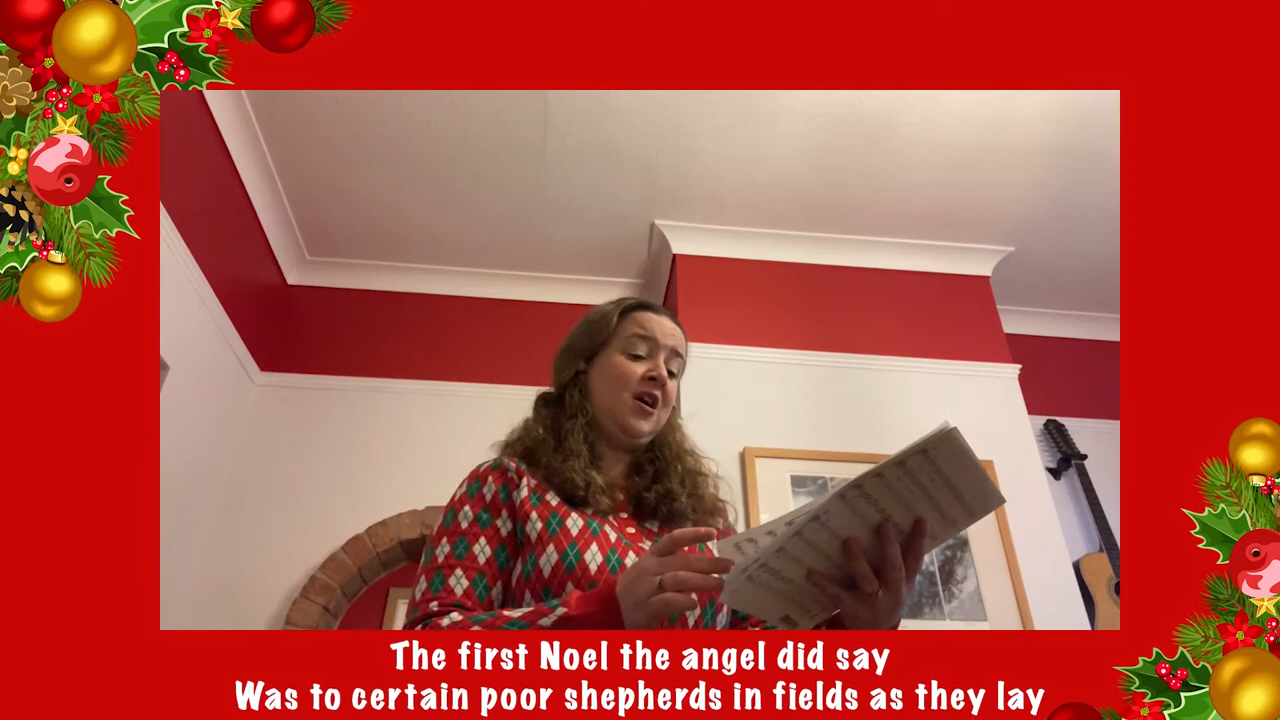 The first Noel the angel did say
Was to certain poor shepherds in fields as they lay